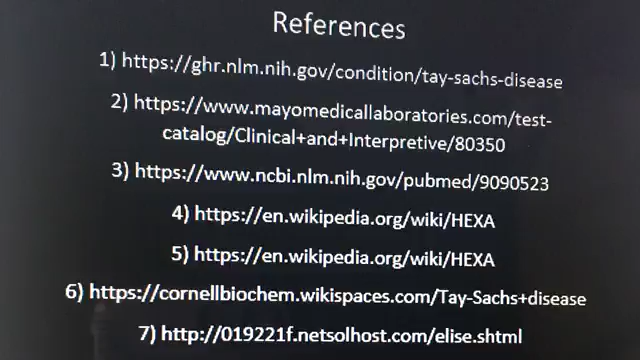 References
1) https://ghr.nlm.nih.gov/condition/tay-sachs-disease
2) https://www.mayomedicallaboratories.com/test-
catalog/Clinical+and+Interpretive/80350
3) https://www.ncbi.nlm.nih.gov/pubmed/9090523
4) https://en.wikipedia.org/wiki/HEXA
5) https://en.wikipedia.org/wiki/HEXA
6) https://cornellbiochem.wikispaces.com/Tay-Sachs+disease
7) http://019221f.netsolhost.com/elise.shtml